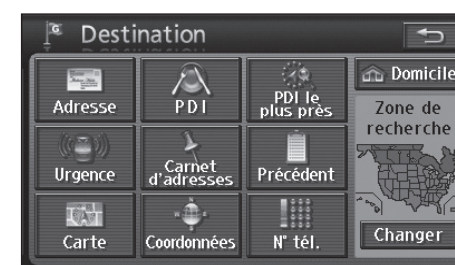 G
Destination
Adresse
PDI
PDI le
plus près
Domicile
Zone de
recherche
Urgence
Carnet
d'adresses
Précédent
Carte
Coordonnées
N° tél.
Changer